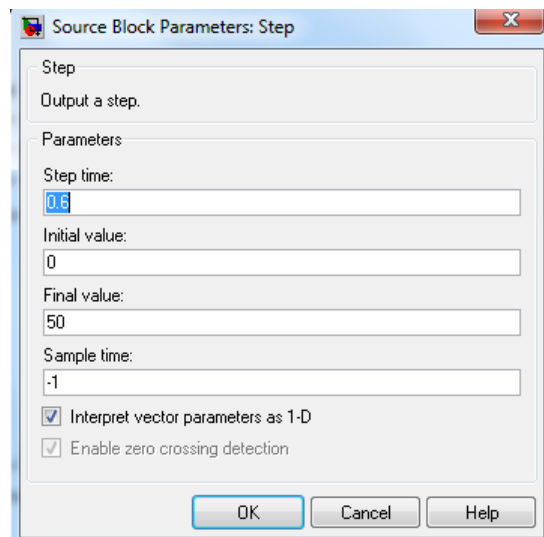 Source Block Parameters: Step
Step
Output a step.
Parameters
Step time:
0.6
Initial value:
0
Final value:
50
Sample time:
-1
Interpret vector parameters as 1-D
Enable zero crossing detection
OK Cancel Help